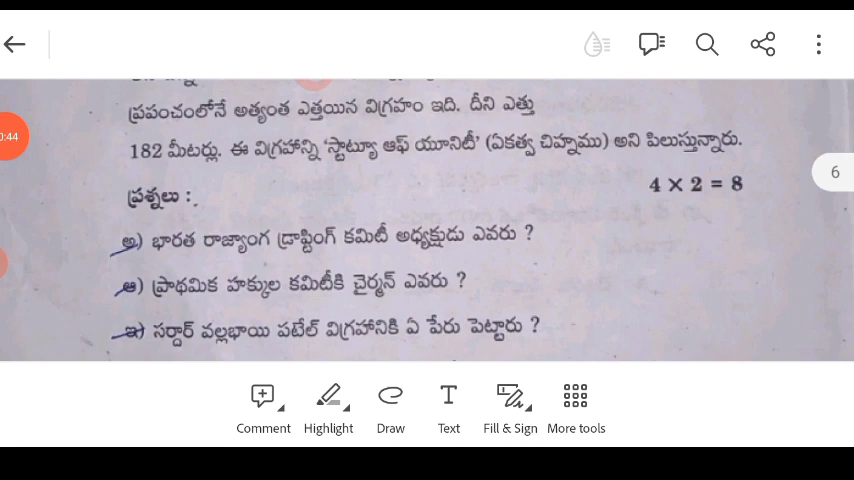 :44
ప్రపంచంలోనే అత్యంత ఎత్తయిన విగ్రహం ఇది. దీని ఎత్తు
182 మీటర్లు. ఈ విగ్రహాన్ని 'స్టాట్యూ ఆఫ్ యూనిటీ' (ఏకత్వ చిహ్నము) అని పిలుస్తున్నారు.
6
ప్రశ్నలు : 4 × 2 = 8
అ) భారత రాజ్యాంగ డ్రాఫ్టింగ్ కమిటీ అధ్యక్షుడు ఎవరు ?
ఆ) ప్రాథమిక హక్కుల కమిటీకి చైర్మన్ ఎవరు ?
ఇ) సర్దార్ వల్లభాయి పటేల్ విగ్రహానికి ఏ పేరు పెట్టారు ?
Comment Highlight Draw Text Fill & Sign More tools